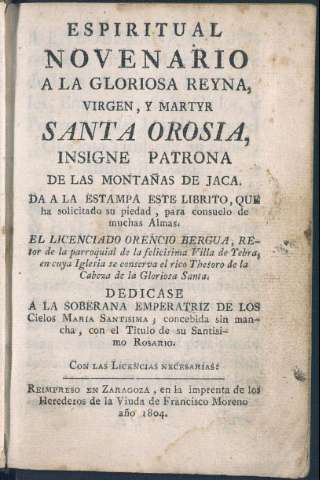 ESPIRITUAL
NOVENARIO
A LA GLORIOSA REYNA,
VIRGEN, Y MARTYR
SANTA OROSIA,
INSIGNE PATRONA
DE LAS MONTAÑAS DE JACA.
DA A LA ESTAMPA ESTE LIBRITO, QUE
ha solicitado su piedad, para consuelo de
muchas Almas.
EL LICENCIADO ORENCIO BERGUA, RE-
tor de la parroquial de la felicisima Villa de Yebra,
en cuya Iglesia se conserva el rico Thesoro de la
Cabeza de la Gloriosa Santa.
DEDICASE
A LA SOBERANA EMPERATRIZ DE LOS
Cielos MARIA SANTISIMA; concebida sin man-
cha, con el Titulo de su Santisi-
mo ROSARIO.
CON LAS LICENCIAS NECESARIAS:
REIMPRESO EN ZARAGOZA, en la imprenta de los
Herederos de la Viuda de Francisco Moreno
año 1804.